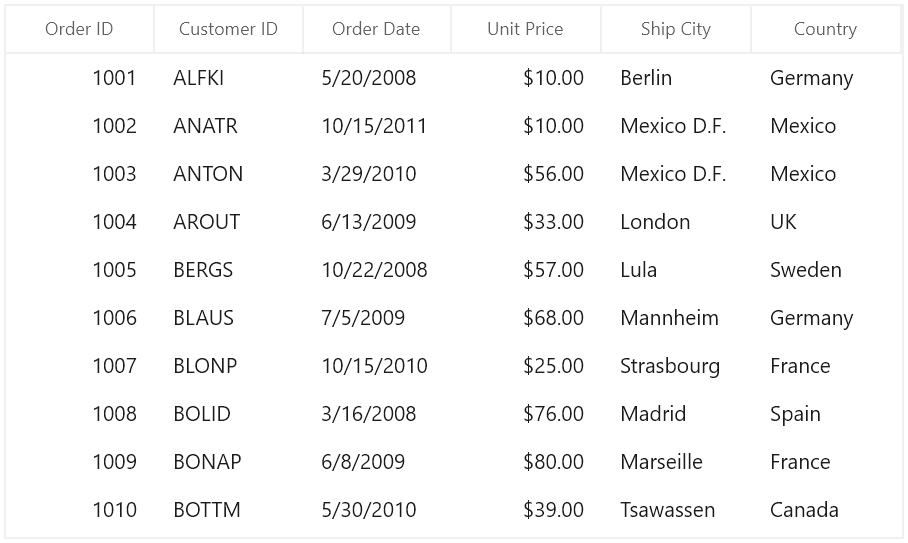 Order ID Customer ID Order Date Unit Price Ship City Country
1001 ALFKI 5/20/2008 $10.00 Berlin Germany
1002 ANATR 10/15/2011 $10.00 Mexico D.F. Mexico
1003 ANTON 3/29/2010 $56.00 Mexico D.F. Mexico
1004 AROUT 6/13/2009 $33.00 London UK
1005 BERGS 10/22/2008 $57.00 Lula Sweden
1006 BLAUS 7/5/2009 $68.00 Mannheim Germany
1007 BLONP 10/15/2010 $25.00 Strasbourg France
1008 BOLID 3/16/2008 $76.00 Madrid Spain
1009 BONAP 6/8/2009 $80.00 Marseille France
1010 BOTTM 5/30/2010 $39.00 Tsawassen Canada